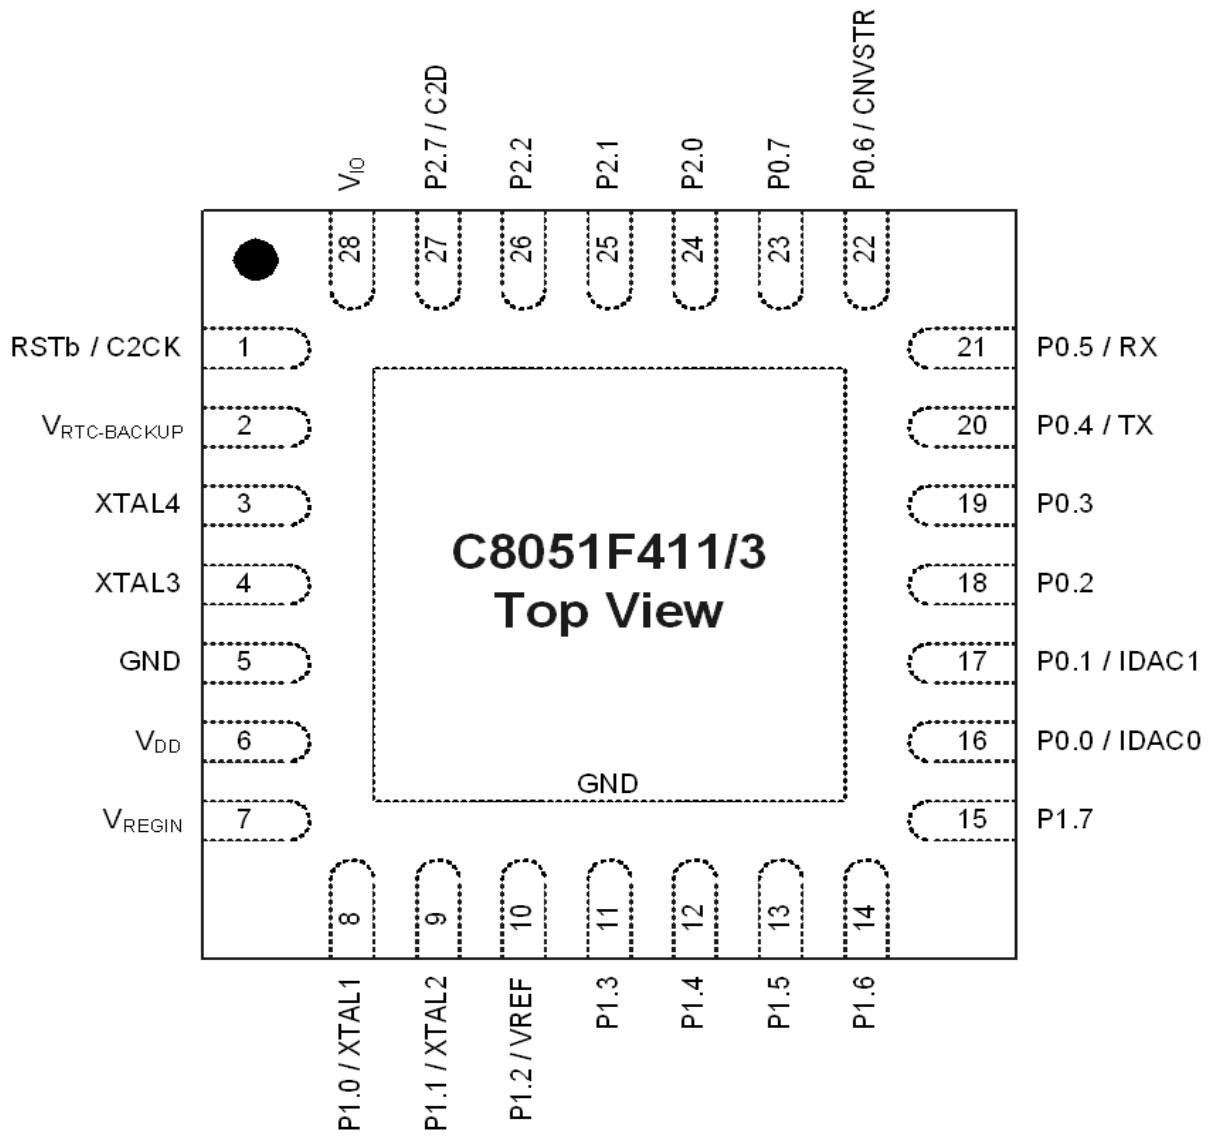 VIO
P2.7 / C2D
P2.2
P2.1
P2.0
P0.7
P0.6 / CNVSTR
28
27
26
25
24
23
22
RSTb / C2CK
1
VRTC-BACKUP
2
XTAL4
3
XTAL3
4
GND
5
VDD
6
VREGIN
7
C8051F411/3
Top View
GND
21
P0.5 / RX
20
P0.4 / TX
19
P0.3
18
P0.2
17
P0.1 / IDAC1
16
P0.0 / IDAC0
15
P1.7
8
9
10
11
12
13
14
P1.0 / XTAL1
P1.1 / XTAL2
P1.2 / VREF
P1.3
P1.4
P1.5
P1.6